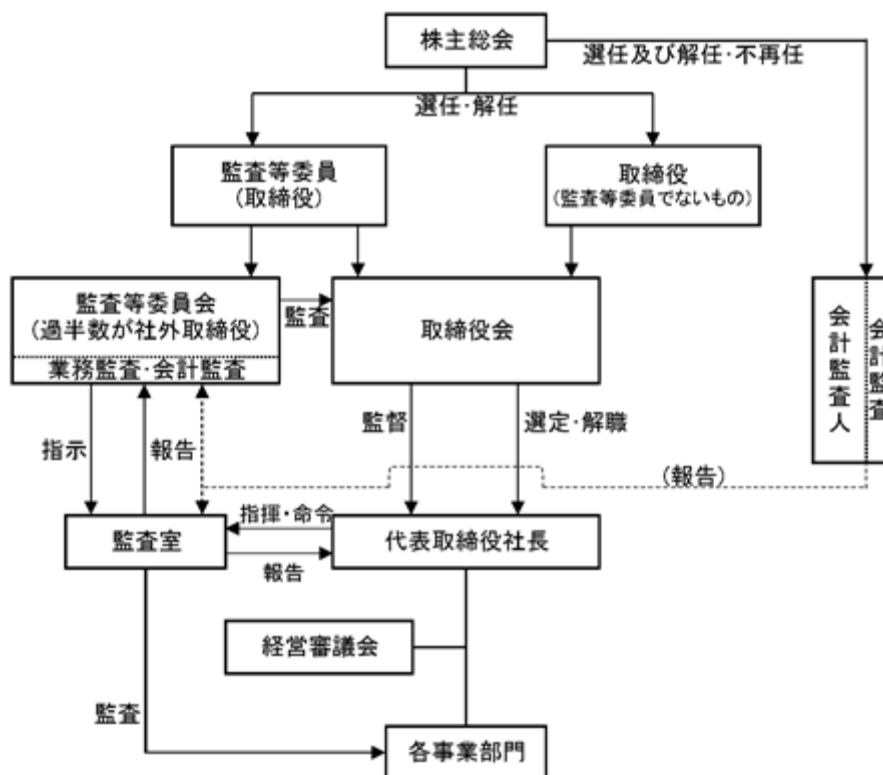 株主総会
選任及び解任・不再任
選任・解任
監査等委員
(取締役)
取締役
(監査等委員でないもの)
監査等委員会
(過半数が社外取締役)
業務監査・会計監査
監査
取締役会
会計監査人
会計監査
指示
報告
監督
選定・解職
(報告)
監査室
指揮・命令
報告
代表取締役社長
経営審議会
監査
各事業部門